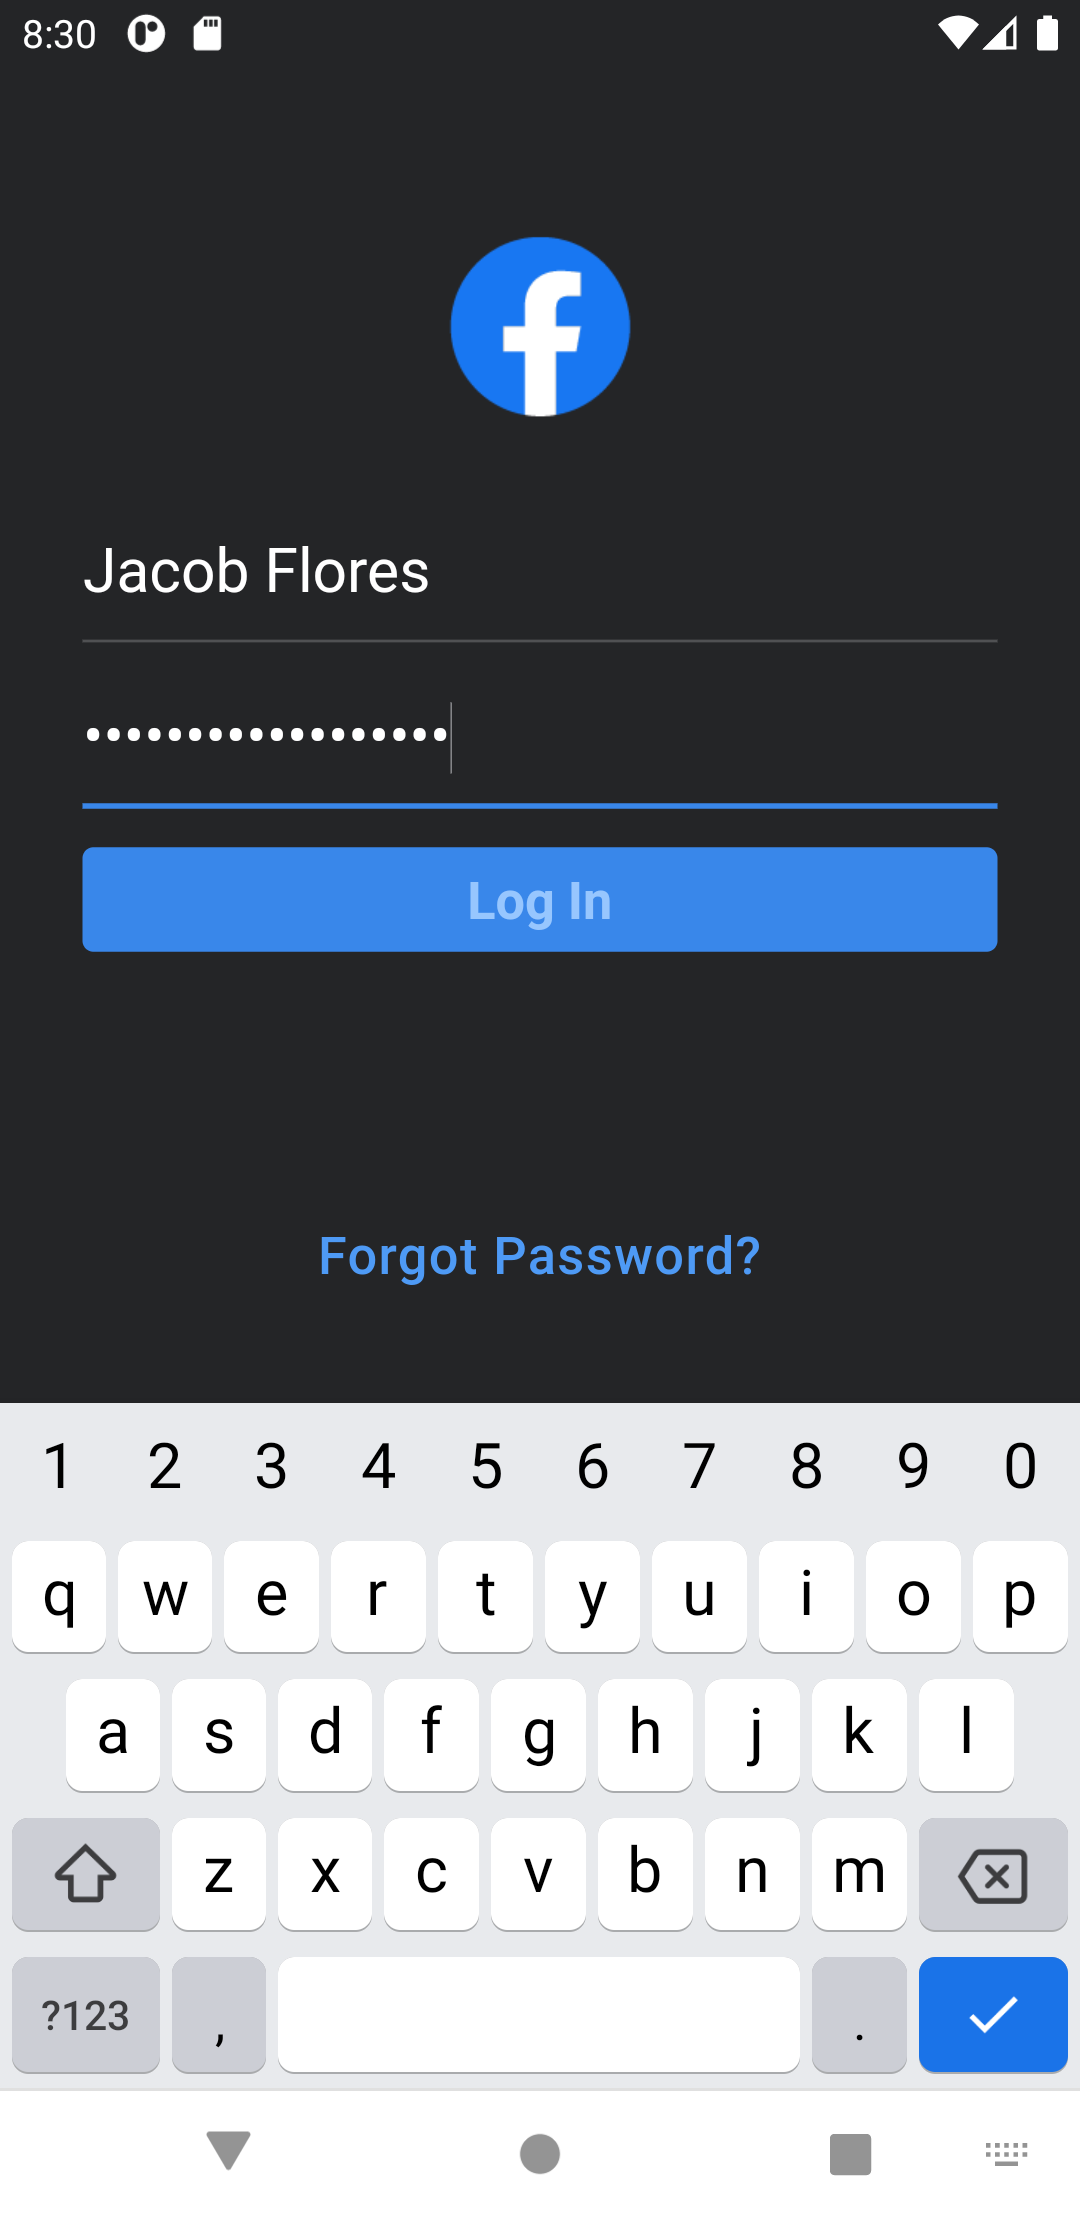 8:30
Jacob Flores
••••••••••••••••••
Log In
Forgot Password?
1 2 3 4 5 6 7 8 9 0
q w e r t y u i o p
a s d f g h j k l
z x c v b n m
?123 , .